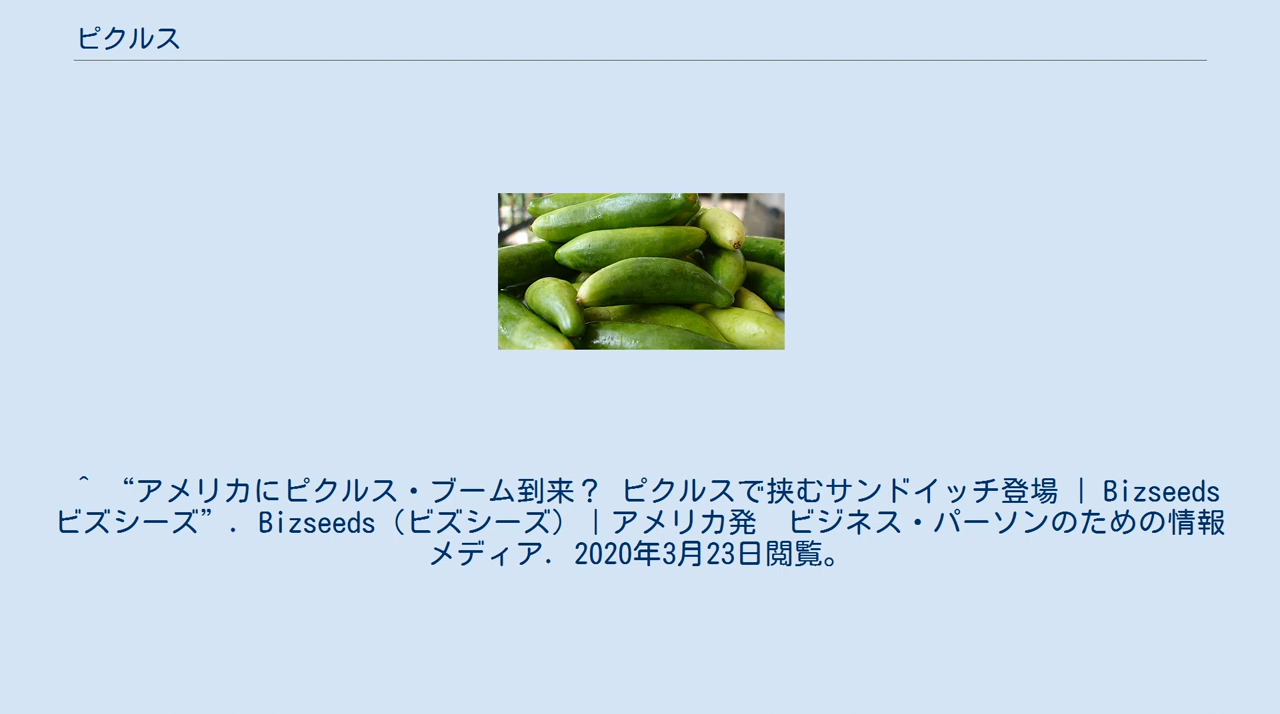 ピクルス
^ “アメリカにピクルス・ブーム到来？ ピクルスで挟むサンドイッチ登場 | Bizseeds
ビズシーズ”. Bizseeds（ビズシーズ）｜アメリカ発　ビジネス・パーソンのための情報
メディア. 2020年3月23日閲覧。